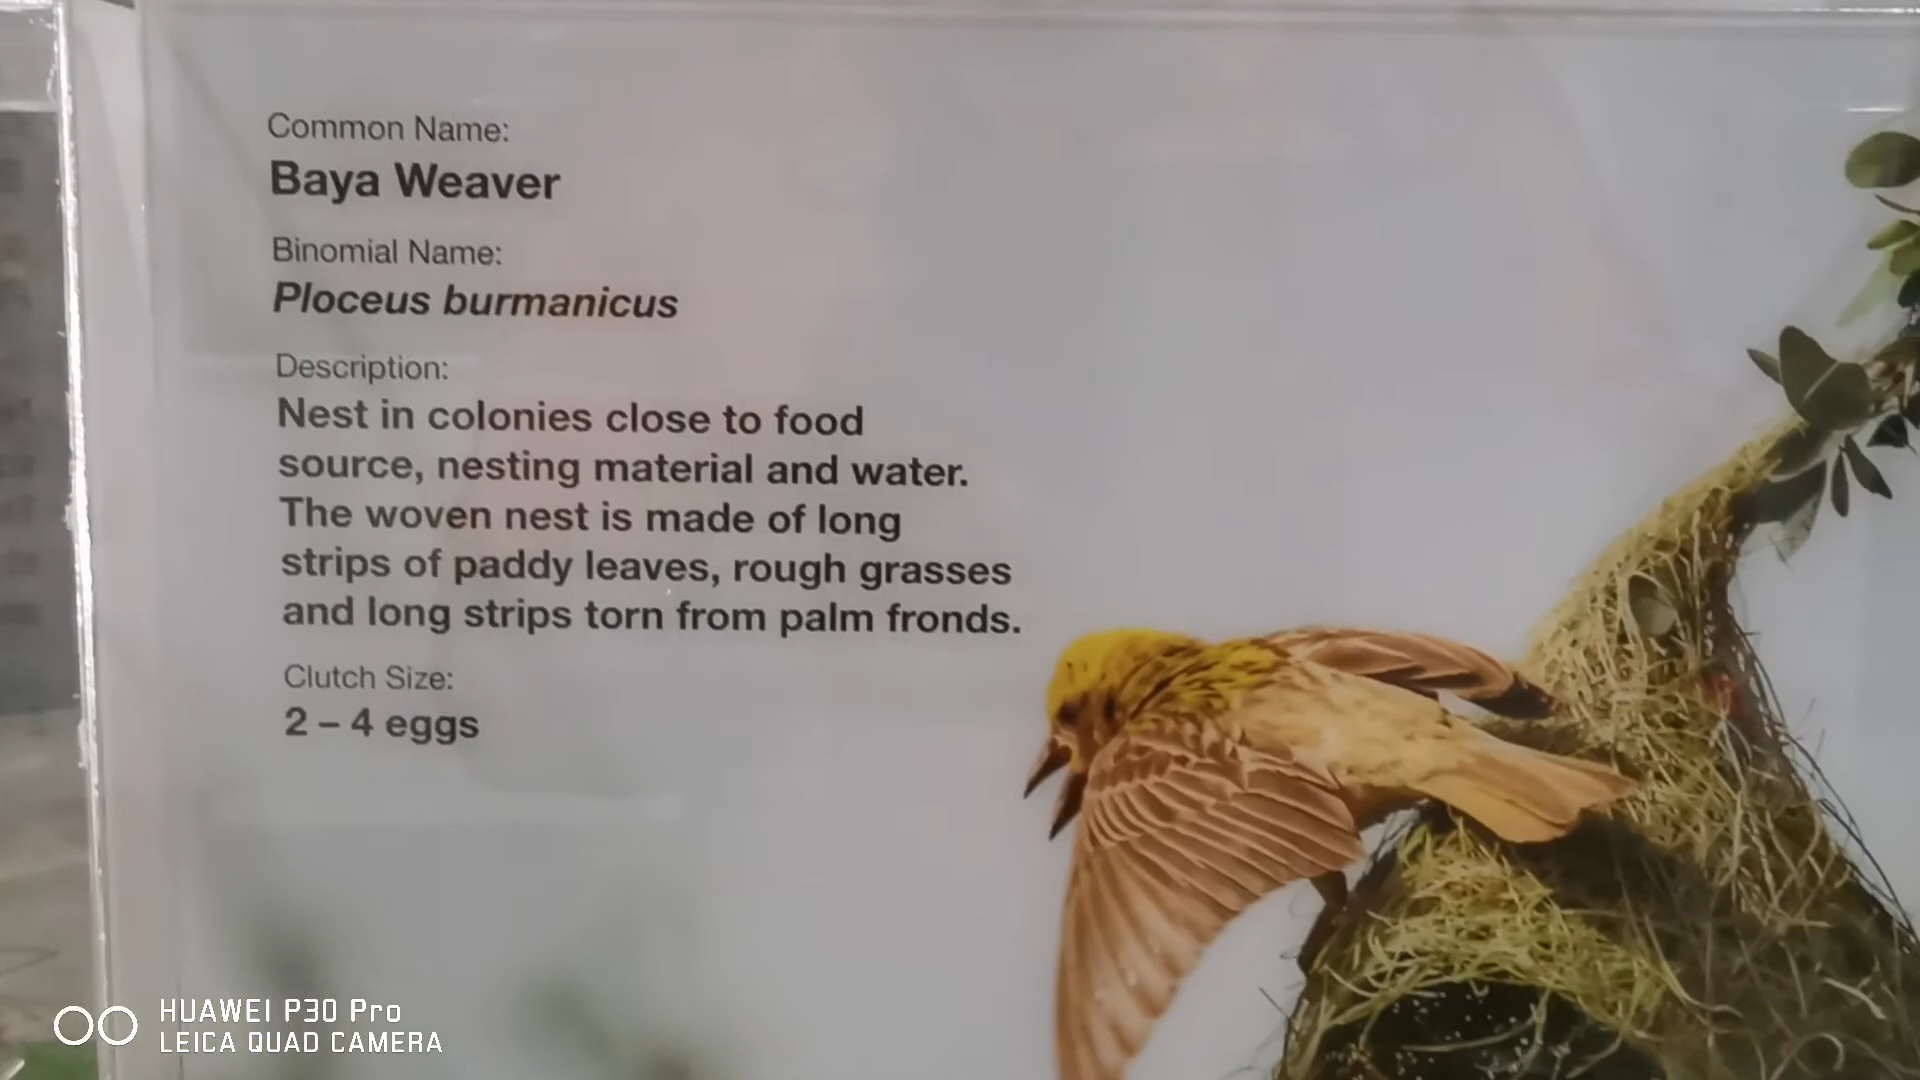 Common Name:
Baya Weaver
Binomial Name:
Ploceus burmanicus
Description:
Nest in colonies close to food
source, nesting material and water.
The woven nest is made of long
strips of paddy leaves, rough grasses
and long strips torn from palm fronds.
Clutch Size:
2 – 4 eggs
HUAWEI P30 Pro
LEICA QUAD CAMERA